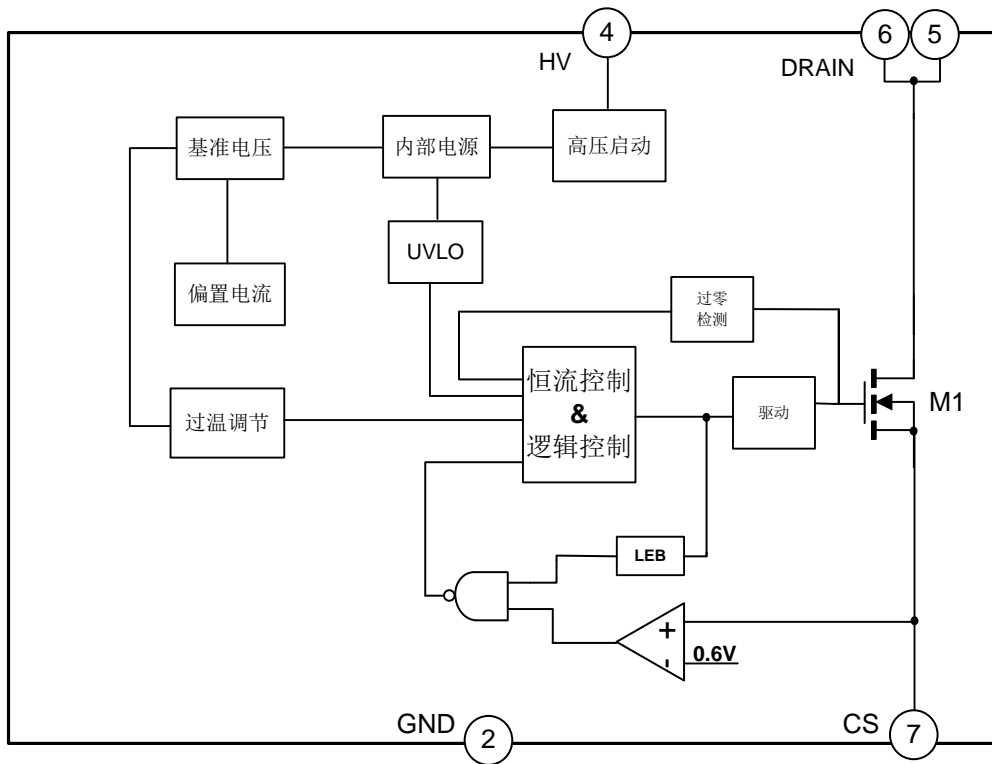 4
6
5
HV
DRAIN
基准电压
内部电源
高压启动
UVLO
偏置电流
过零
检测
恒流控制
&
逻辑控制
过温调节
驱动
M1
LEB
+
-
0.6V
GND
2
CS
7